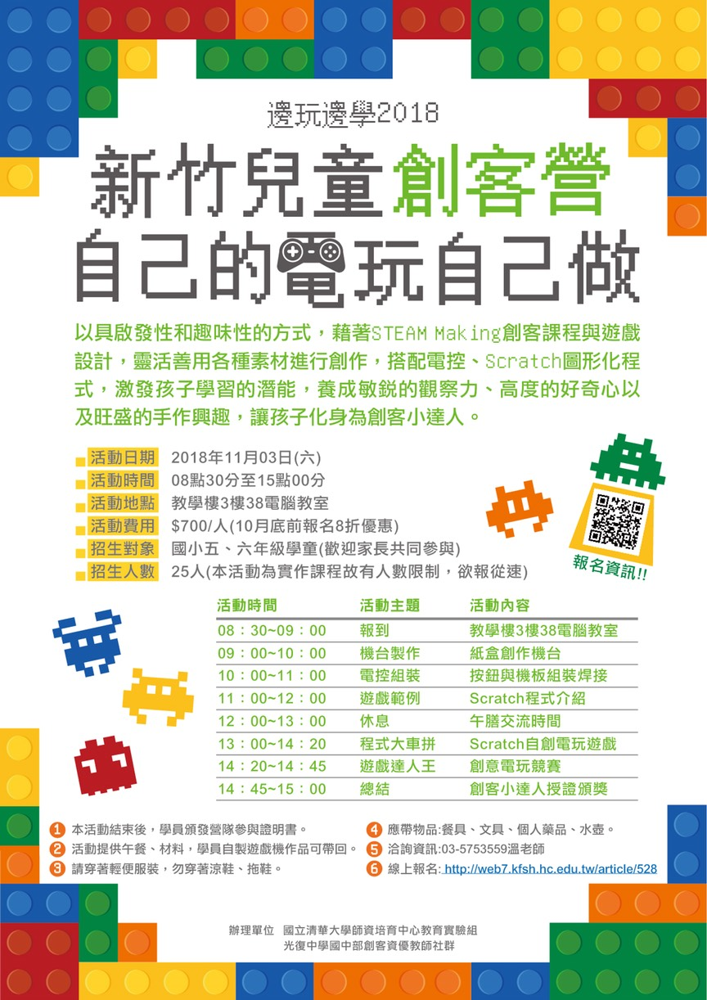 邊玩邊學2018
新竹兒童創客營
自己的電玩自己做
以具啟發性和趣味性的方式，藉著STEAM Making創客課程與遊戲
設計，靈活善用各種素材進行創作，搭配電控、Scratch圖形化程
式，激發孩子學習的潛能，養成敏銳的觀察力、高度的好奇心以
及旺盛的手作興趣，讓孩子化身為創客小達人。
活動日期 2018年11月03日(六)
活動時間 08點30分至15點00分
活動地點 教學樓3樓38電腦教室
活動費用 $700/人(10月底前報名8折優惠)
招生對象 國小五、六年級學童(歡迎家長共同參與)
招生人數 25人(本活動為實作課程故有人數限制，欲報從速)
報名資訊!!
活動時間 活動主題 活動內容
08：30~09：00 報到 教學樓3樓38電腦教室
09：00~10：00 機台製作 紙盒創作機台
10：00~11：00 電控組裝 按鈕與機板組裝焊接
11：00~12：00 遊戲範例 Scratch程式介紹
12：00~13：00 休息 午膳交流時間
13：00~14：20 程式大車拼 Scratch自創電玩遊戲
14：20~14：45 遊戲達人王 創意電玩競賽
14：45~15：00 總結 創客小達人授證頒獎
1 本活動結束後，學員頒發營隊參與證明書。
2 活動提供午餐、材料，學員自製遊戲機作品可帶回。
3 請穿著輕便服裝，勿穿著涼鞋、拖鞋。
4 應帶物品:餐具、文具、個人藥品、水壺。
5 洽詢資訊:03-5753559溫老師
6 線上報名: http://web7.kfsh.hc.edu.tw/article/528
辦理單位 國立清華大學師資培育中心教育實驗組
光復中學國中部創客資優教師社群